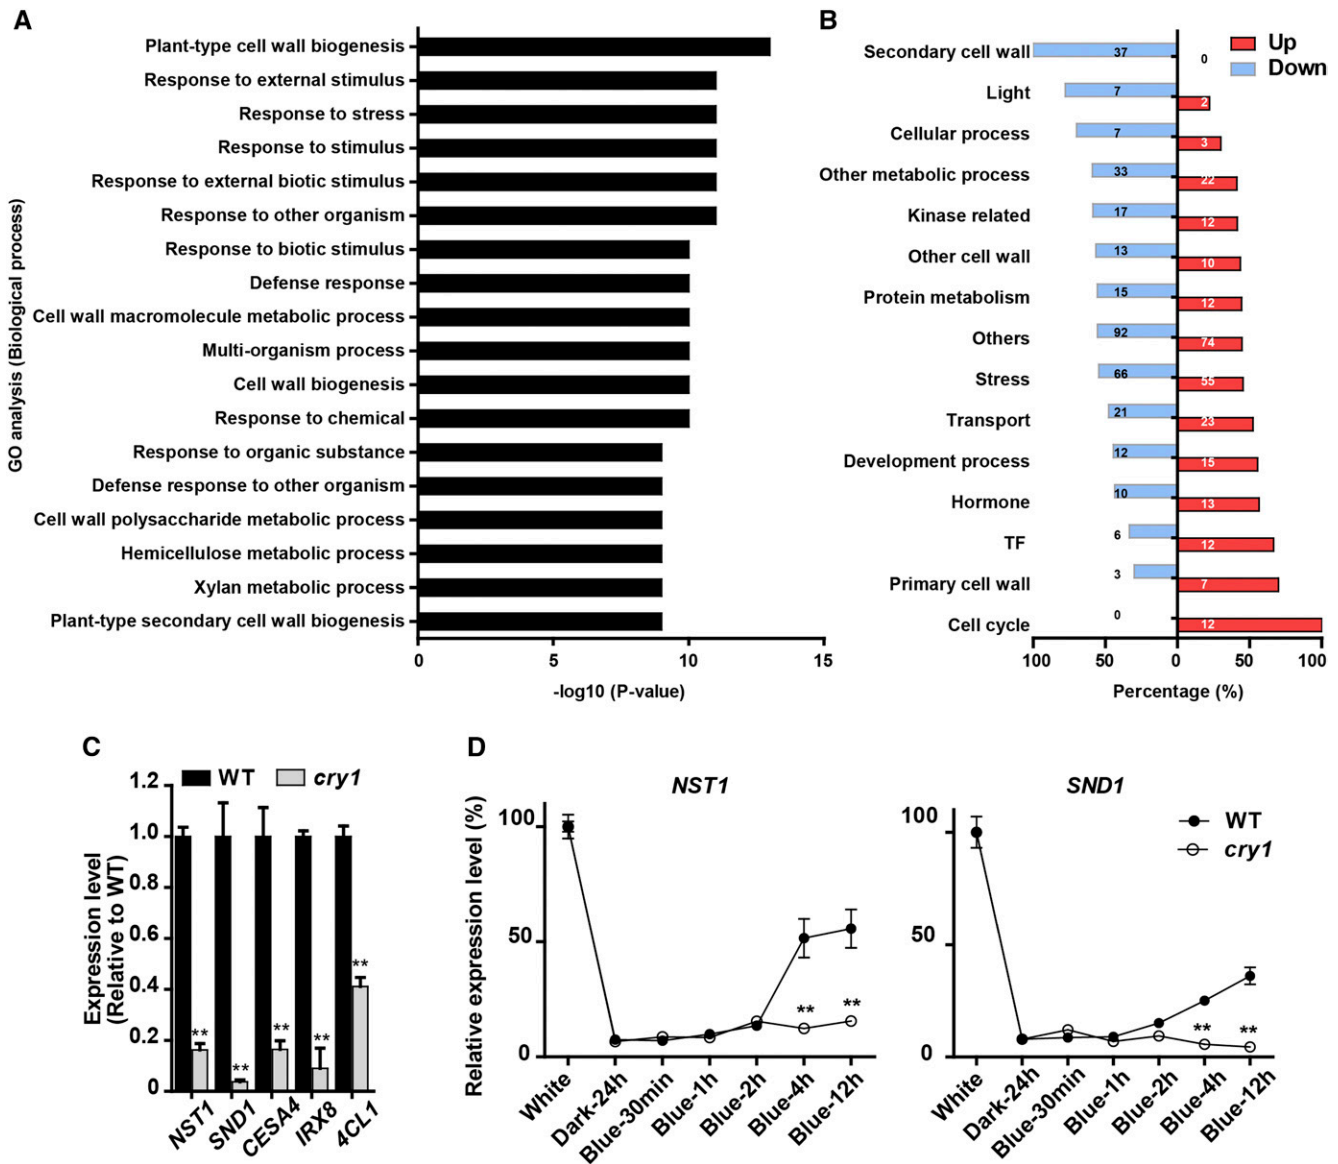 A
GO analysis (Biological process)
Plant-type cell wall biogenesis
Response to external stimulus
Response to stress
Response to stimulus
Response to external biotic stimulus
Response to other organism
Response to biotic stimulus
Defense response
Cell wall macromolecule metabolic process
Multi-organism process
Cell wall biogenesis
Response to chemical
Response to organic substance
Defense response to other organism
Cell wall polysaccharide metabolic process
Hemicellulose metabolic process
Xylan metabolic process
Plant-type secondary cell wall biogenesis
0 5 10 15
-log10 (P-value)
B
Up
Down
Secondary cell wall 37 0
Light 7 2
Cellular process 7 3
Other metabolic process 33 22
Kinase related 17 12
Other cell wall 13 10
Protein metabolism 15 12
Others 92 74
Stress 66 55
Transport 21 23
Development process 12 15
Hormone 10 13
TF 6 12
Primary cell wall 3 7
Cell cycle 0 12
100 50 0 50 100
Percentage (%)
C
WT cry1
Expression level
(Relative to WT)
1.2
1.0
0.8
0.6
0.4
0.2
0
** ** ** ** **
NST1 SND1 CESA4 IRX8 4CL1
D
Relative expression level (%)
NST1
100
50
0
** **
White Dark-24h Blue-30min Blue-1h Blue-2h Blue-4h Blue-12h
SND1
WT
cry1
100
50
0
** **
White Dark-24h Blue-30min Blue-1h Blue-2h Blue-4h Blue-12h